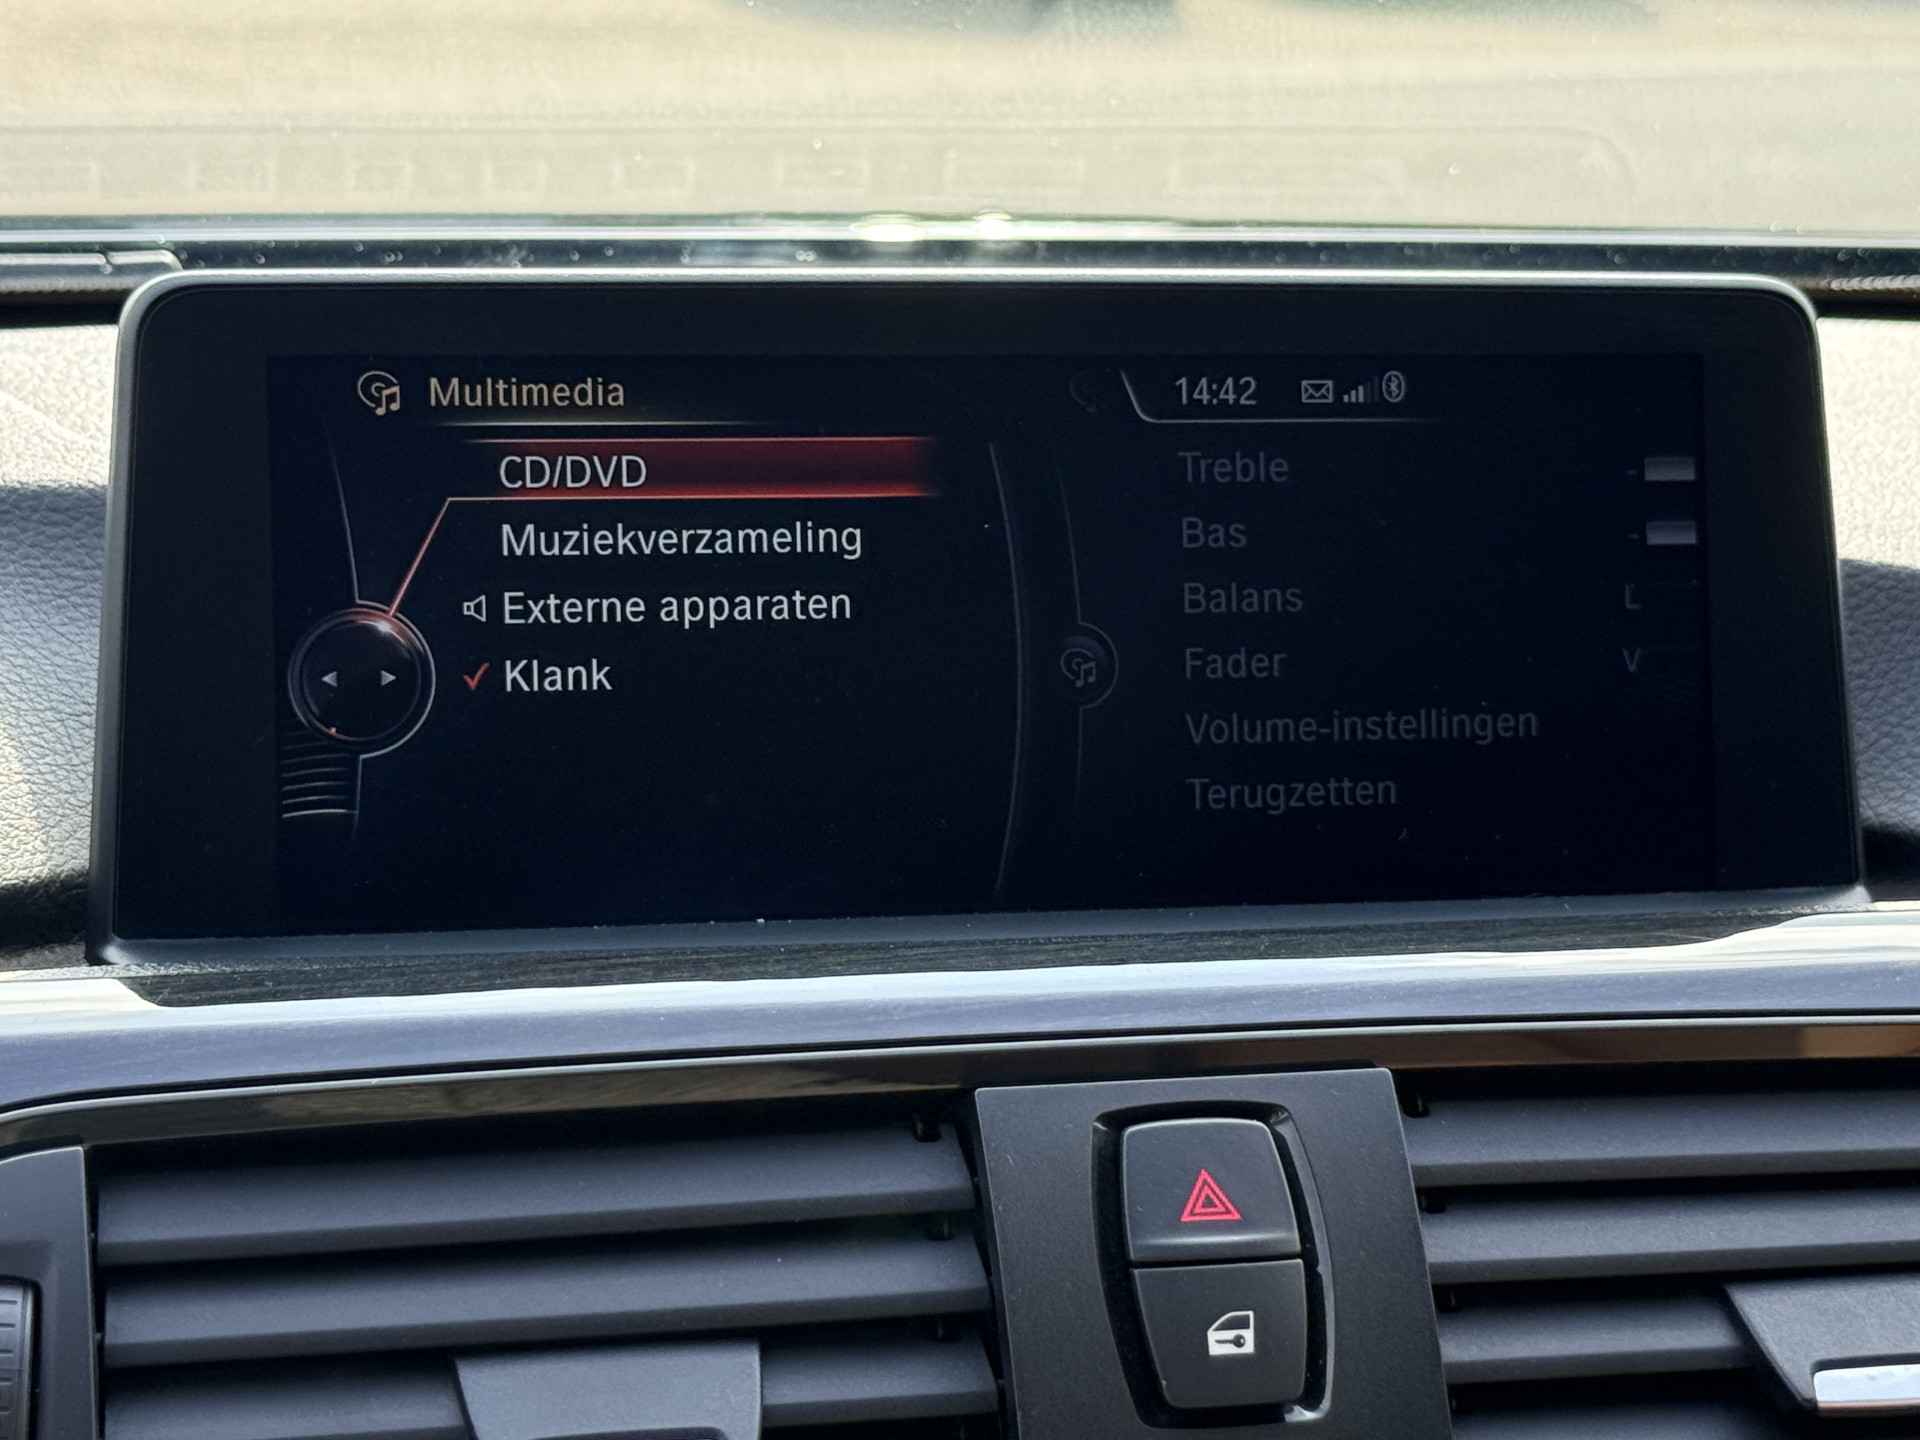 Multimedia
14:42
CD/DVD
Muziekverzameling
Externe apparaten
Klank
Treble
Bas
Balans L
Fader V
Volume-instellingen
Terugzetten